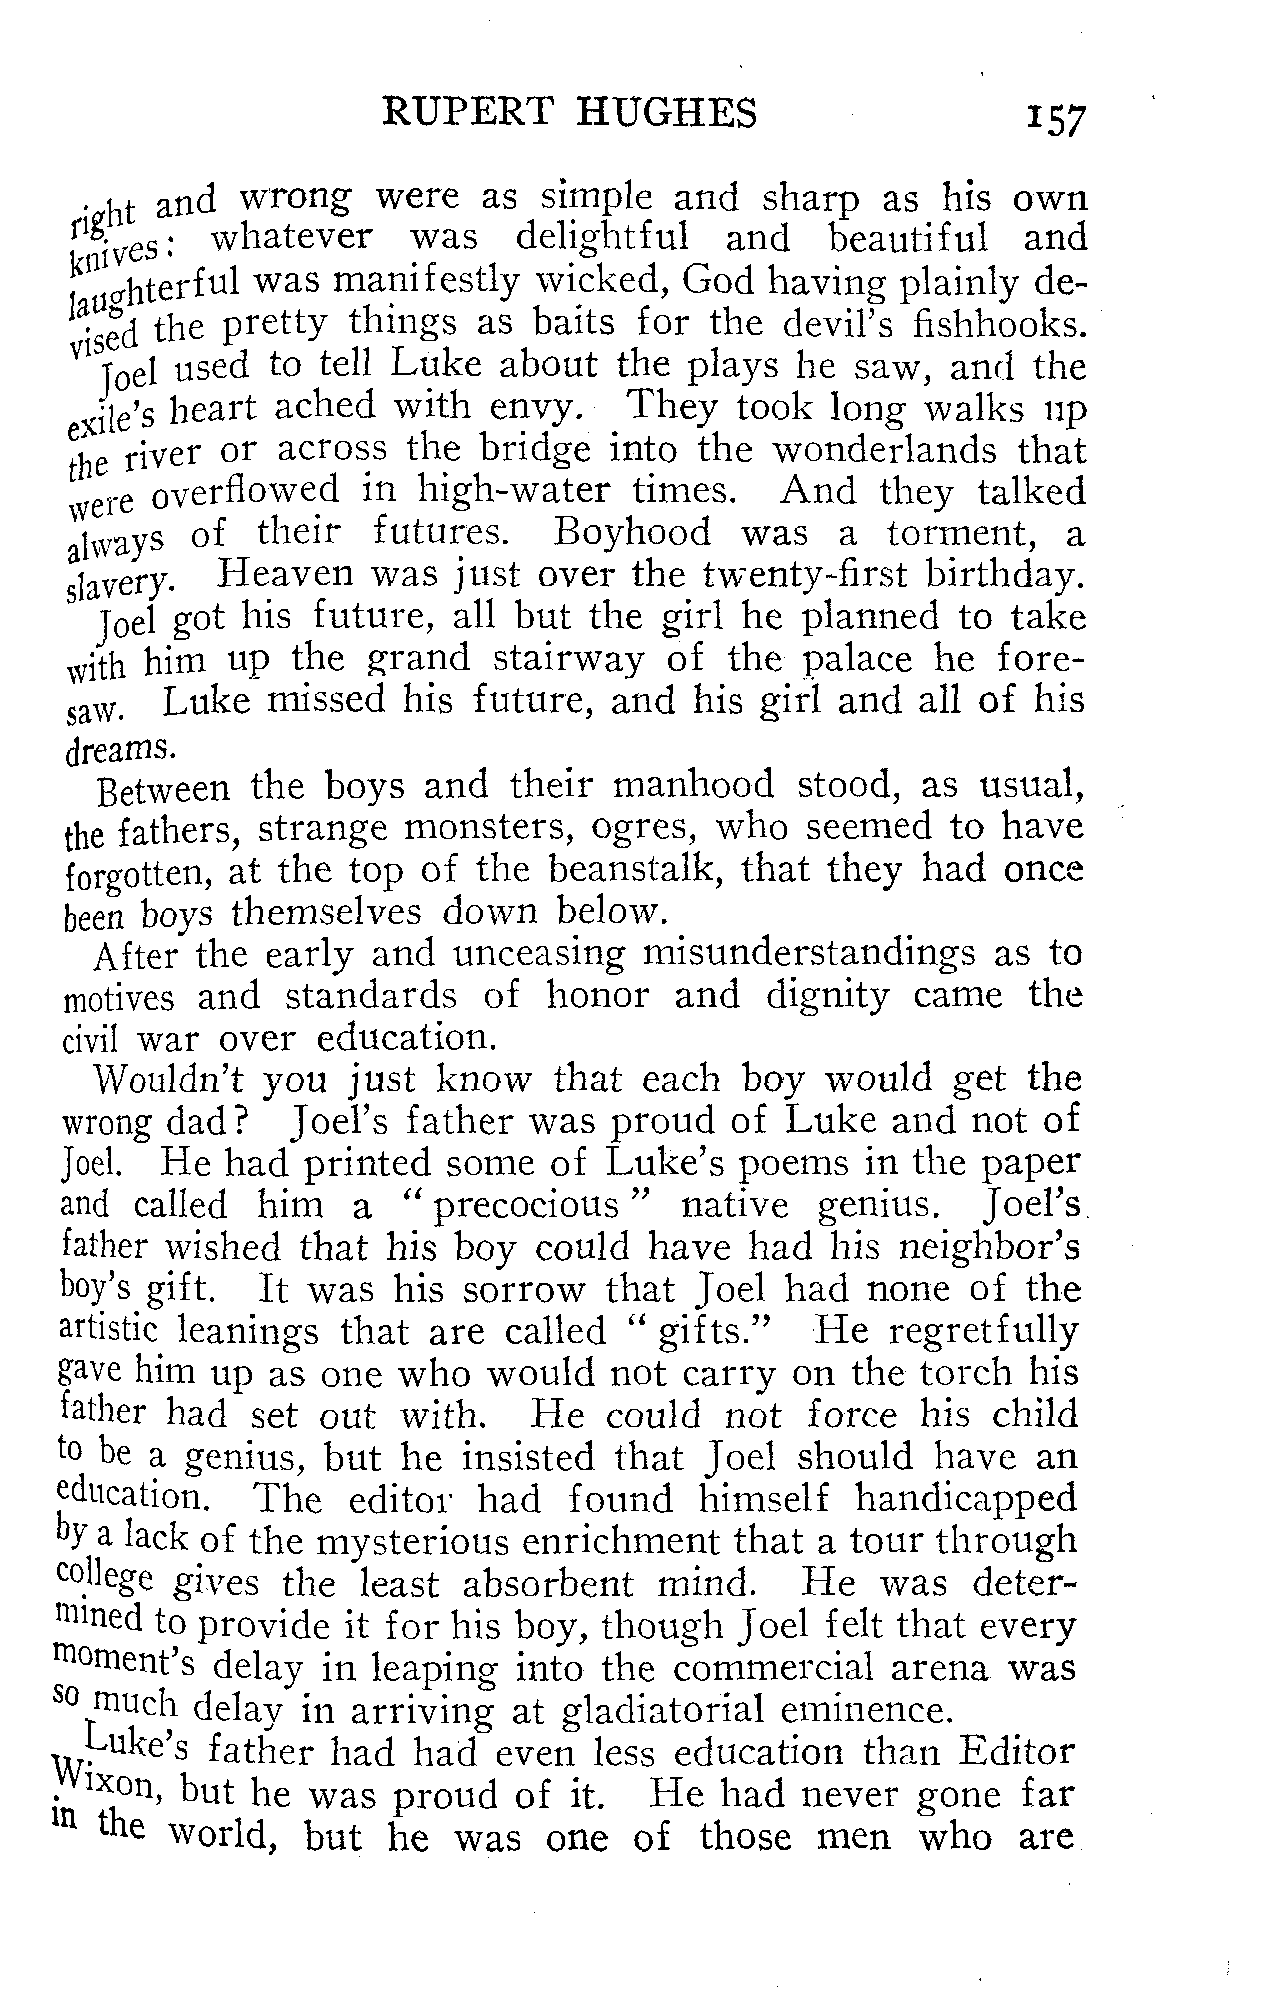 RUPERT HUGHES 157
right and wrong were as simple and sharp as his own
knives: whatever was delightful and beautiful and
laughterful was manifestly wicked, God having plainly de-
vised the pretty things as baits for the devil's fishhooks.
Joel used to tell Luke about the plays he saw, and the
exile's heart ached with envy. They took long walks up
the river or across the bridge into the wonderlands that
were overflowed in high-water times. And they talked
always of their futures. Boyhood was a torment, a
slavery. Heaven was just over the twenty-first birthday.
Joel got his future, all but the girl he planned to take
with him up the grand stairway of the palace he fore-
saw. Luke missed his future, and his girl and all of his
dreams.
Between the boys and their manhood stood, as usual,
the fathers, strange monsters, ogres, who seemed to have
forgotten, at the top of the beanstalk, that they had once
been boys themselves down below.
After the early and unceasing misunderstandings as to
motives and standards of honor and dignity came the
civil war over education.
Wouldn't you just know that each boy would get the
wrong dad? Joel's father was proud of Luke and not of
Joel. He had printed some of Luke's poems in the paper
and called him a "precocious" native genius. Joel's
father wished that his boy could have had his neighbor's
boy's gift. It was his sorrow that Joel had none of the
artistic leanings that are called "gifts." He regretfully
gave him up as one who would not carry on the torch his
father had set out with. He could not force his child
to be a genius, but he insisted that Joel should have an
education. The editor had found himself handicapped
by a lack of the mysterious enrichment that a tour through
college gives the least absorbent mind. He was deter-
mined to provide it for his boy, though Joel felt that every
moment's delay in leaping into the commercial arena was
so much delay in arriving at gladiatorial eminence.
Luke's father had had even less education than Editor
Wixon, but he was proud of it. He had never gone far
in the world, but he was one of those men who are